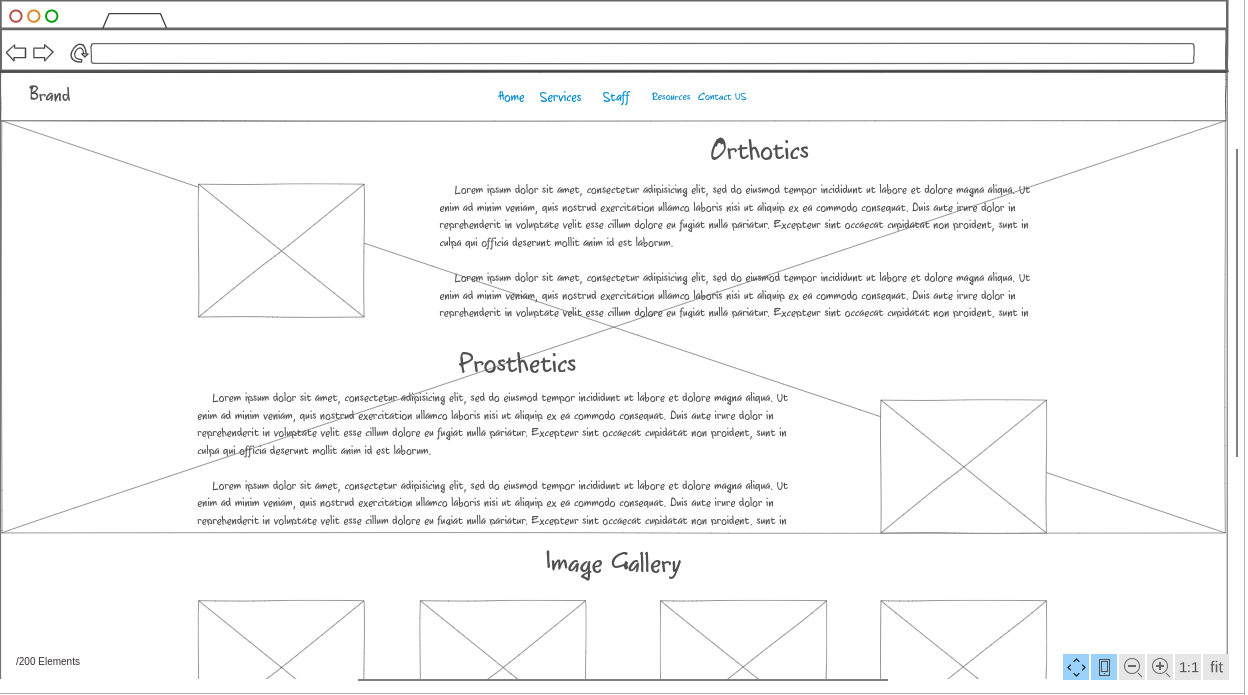 Brand
Home Services Staff Resources Contact US
Orthotics
Lorem ipsum dolor sit amet, consectetur adipisicing elit, sed do eiusmod tempor incididunt ut labore et dolore magna aliqua. Ut
enim ad minim veniam, quis nostrud exercitation ullamco laboris nisi ut aliquip ex ea commodo consequat. Duis aute irure dolor in
reprehenderit in voluptate velit esse cillum dolore eu fugiat nulla pariatur. Excepteur sint occaecat cupidatat non proident, sunt in
culpa qui officia deserunt mollit anim id est laborum.
Lorem ipsum dolor sit amet, consectetur adipisicing elit, sed do eiusmod tempor incididunt ut labore et dolore magna aliqua. Ut
enim ad minim veniam, quis nostrud exercitation ullamco laboris nisi ut aliquip ex ea commodo consequat. Duis aute irure dolor in
reprehenderit in voluptate velit esse cillum dolore eu fugiat nulla pariatur. Excepteur sint occaecat cupidatat non proident, sunt in
Prosthetics
Lorem ipsum dolor sit amet, consectetur adipisicing elit, sed do eiusmod tempor incididunt ut labore et dolore magna aliqua. Ut
enim ad minim veniam, quis nostrud exercitation ullamco laboris nisi ut aliquip ex ea commodo consequat. Duis aute irure dolor in
reprehenderit in voluptate velit esse cillum dolore eu fugiat nulla pariatur. Excepteur sint occaecat cupidatat non proident, sunt in
culpa qui officia deserunt mollit anim id est laborum.
Lorem ipsum dolor sit amet, consectetur adipisicing elit, sed do eiusmod tempor incididunt ut labore et dolore magna aliqua. Ut
enim ad minim veniam, quis nostrud exercitation ullamco laboris nisi ut aliquip ex ea commodo consequat. Duis aute irure dolor in
reprehenderit in voluptate velit esse cillum dolore eu fugiat nulla pariatur. Excepteur sint occaecat cupidatat non proident, sunt in
Image Gallery
/200 Elements
1:1 fit